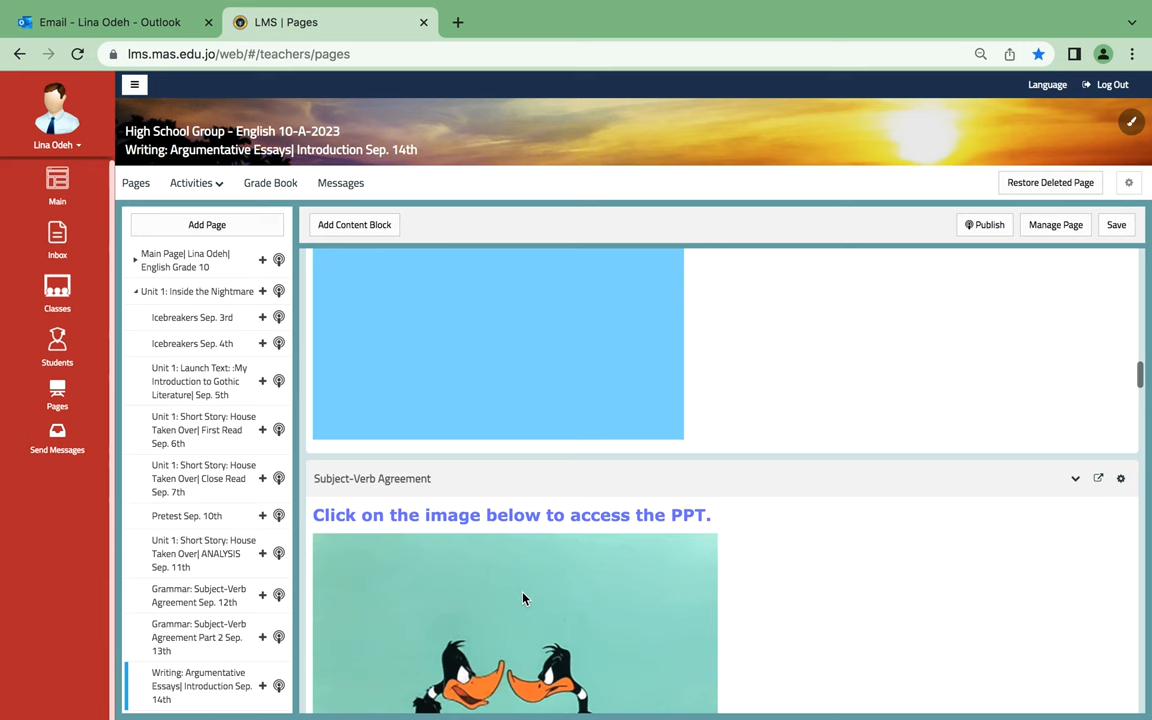 Email - Lina Odeh - Outlook
LMS | Pages
lms.mas.edu.jo/web/#/teachers/pages
Language
Log Out
High School Group - English 10-A-2023
Writing: Argumentative Essays| Introduction Sep. 14th
Lina Odeh
Main
Inbox
Classes
Students
Pages
Send Messages
Pages
Activities
Grade Book
Messages
Restore Deleted Page
Add Page
Main Page| Lina Odeh|
English Grade 10
Unit 1: Inside the Nightmare
Icebreakers Sep. 3rd
Icebreakers Sep. 4th
Unit 1: Launch Text: :My
Introduction to Gothic
Literature| Sep. 5th
Unit 1: Short Story: House
Taken Over| First Read
Sep. 6th
Unit 1: Short Story: House
Taken Over| Close Read
Sep. 7th
Pretest Sep. 10th
Unit 1: Short Story: House
Taken Over| ANALYSIS
Sep. 11th
Grammar: Subject-Verb
Agreement Sep. 12th
Grammar: Subject-Verb
Agreement Part 2 Sep.
13th
Writing: Argumentative
Essays| Introduction Sep.
14th
Add Content Block
Publish
Manage Page
Save
Subject-Verb Agreement
Click on the image below to access the PPT.